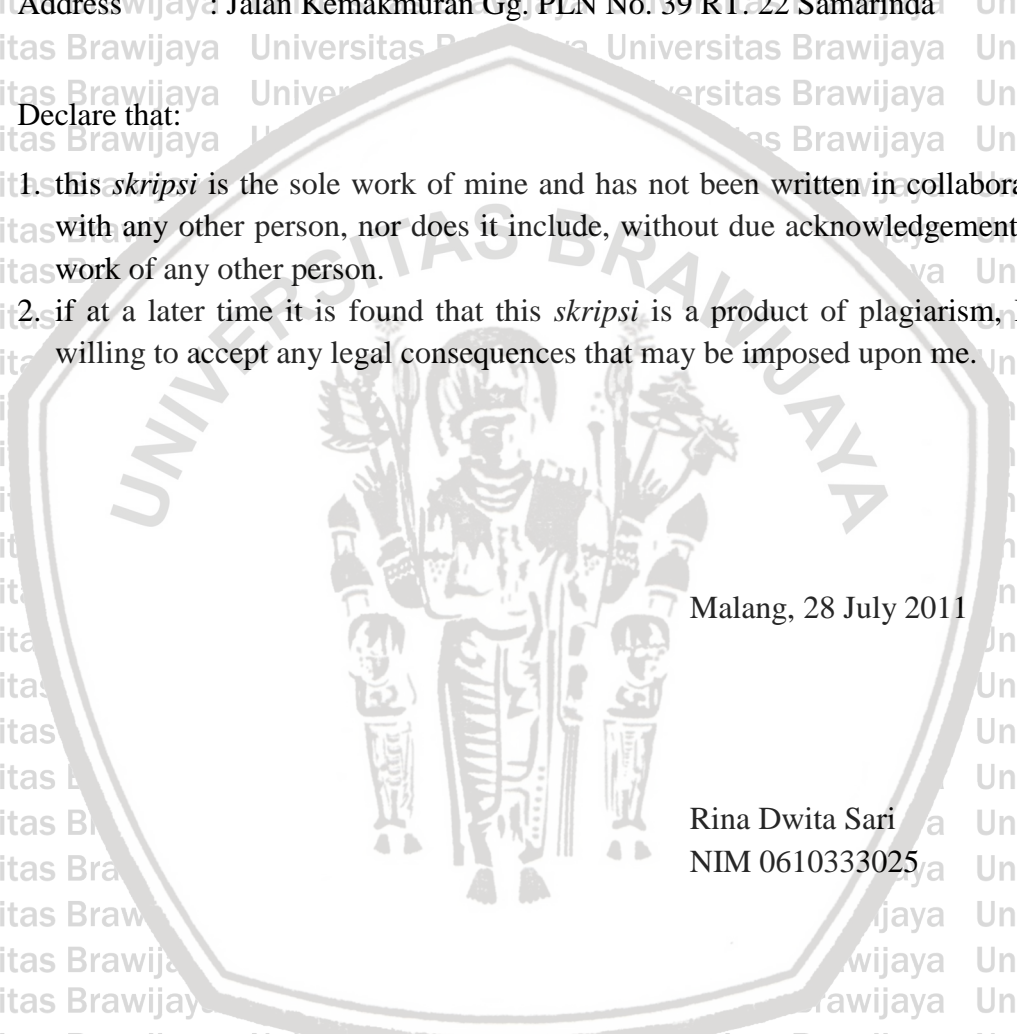 Address : Jalan Kemakmuran Gg. PLN No. 39 RT. 22 Samarinda
Declare that:
1. this skripsi is the sole work of mine and has not been written in
with any other person, nor does it include, without due acknowledgement
work of any other person.
2. if at a later time it is found that this skripsi is a product of plagiarism,
willing to accept any legal consequences that may be imposed upon me.
UNIVERSITAS BRAWIJAYA
Malang, 28 July 2011
Rina Dwita Sari
NIM 0610333025